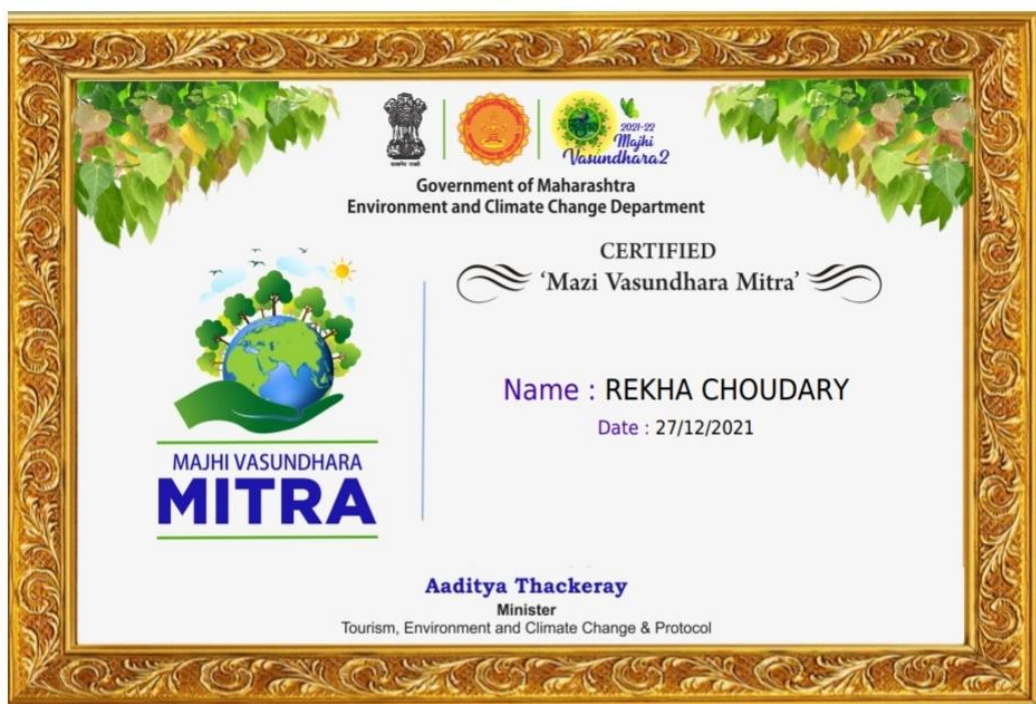 2021-22
Majhi
Vasundhara2
Government of Maharashtra
Environment and Climate Change Department
CERTIFIED
'Mazi Vasundhara Mitra'
Name : REKHA CHOUDARY
Date : 27/12/2021
MAJHI VASUNDHARA
MITRA
Aaditya Thackeray
Minister
Tourism, Environment and Climate Change & Protocol